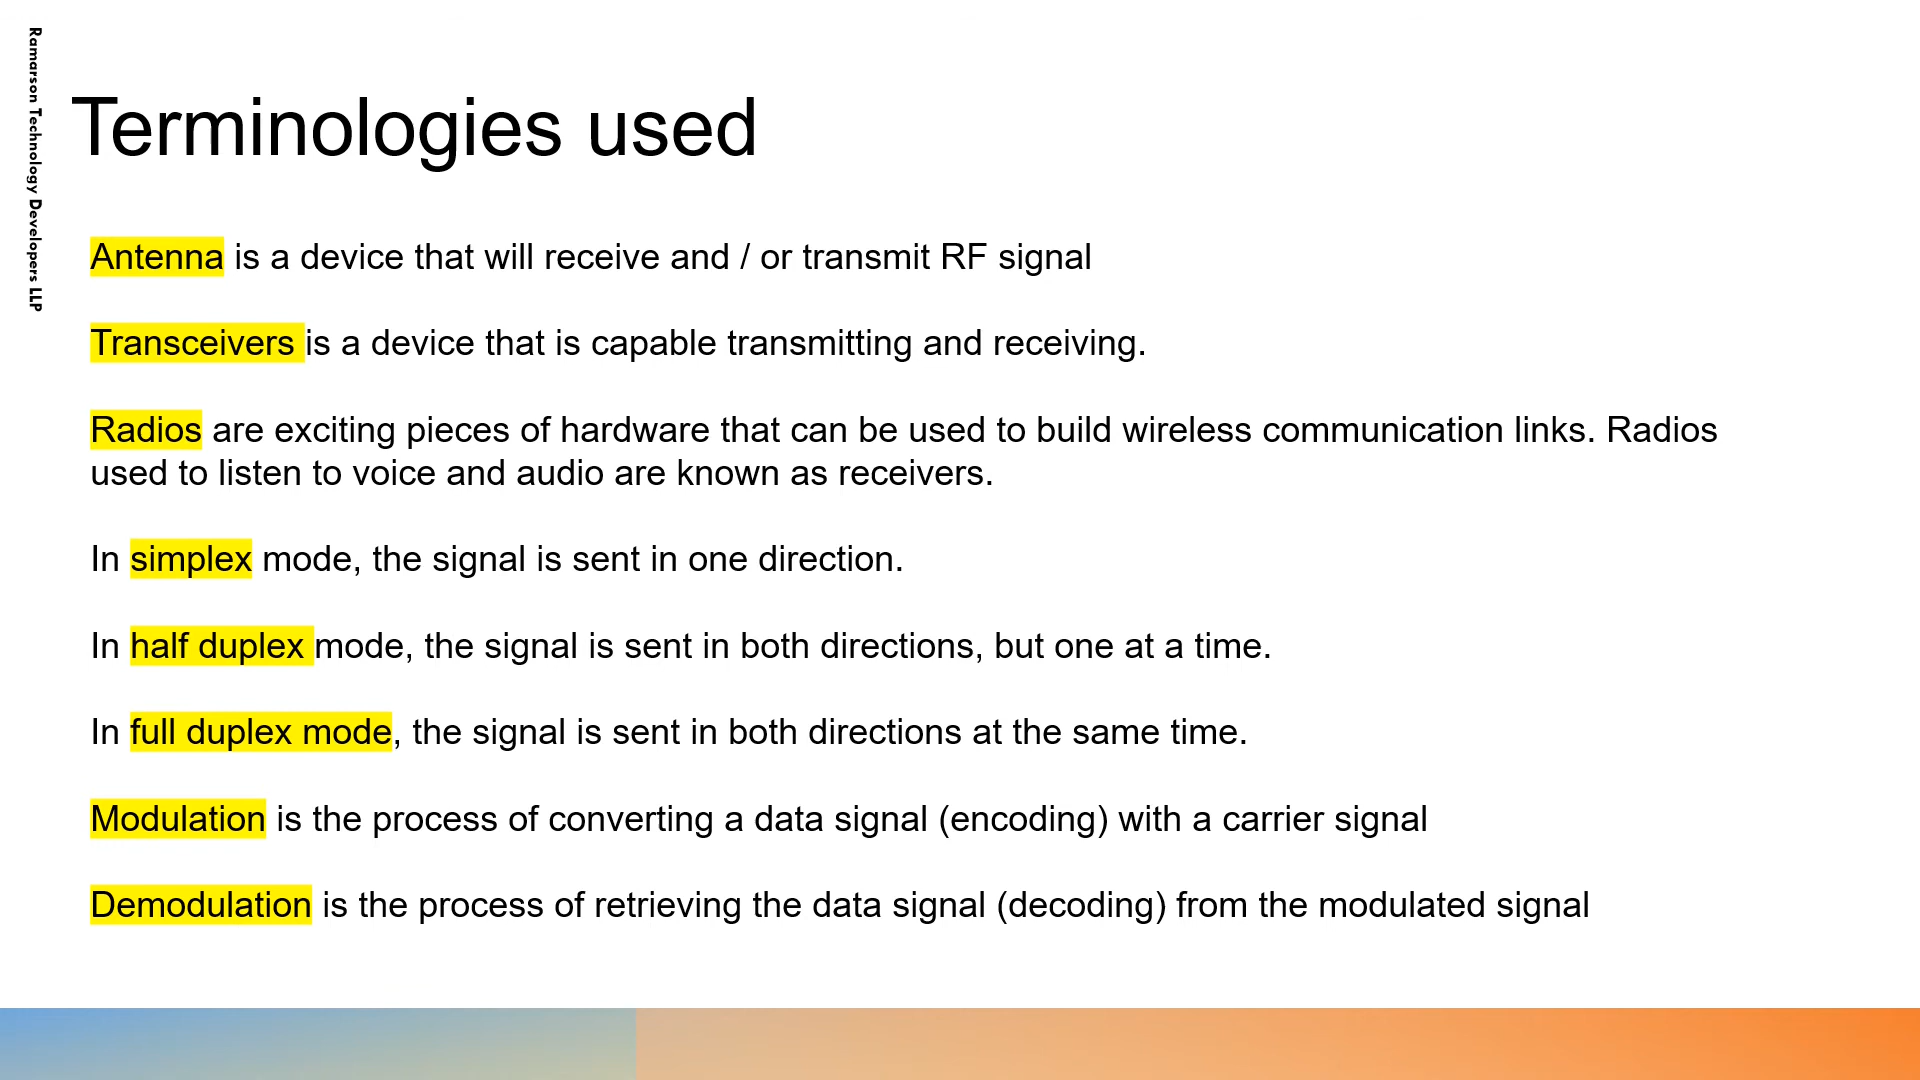 Ramarson Technology Developers LLP
Terminologies used
Antenna is a device that will receive and / or transmit RF signal
Transceivers is a device that is capable transmitting and receiving.
Radios are exciting pieces of hardware that can be used to build wireless communication links. Radios
used to listen to voice and audio are known as receivers.
In simplex mode, the signal is sent in one direction.
In half duplex mode, the signal is sent in both directions, but one at a time.
In full duplex mode, the signal is sent in both directions at the same time.
Modulation is the process of converting a data signal (encoding) with a carrier signal
Demodulation is the process of retrieving the data signal (decoding) from the modulated signal